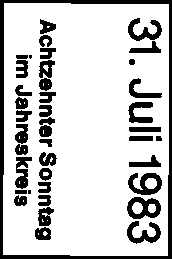 31. Juli 1983
Achtzehnter Sonntag
im Jahreskreis